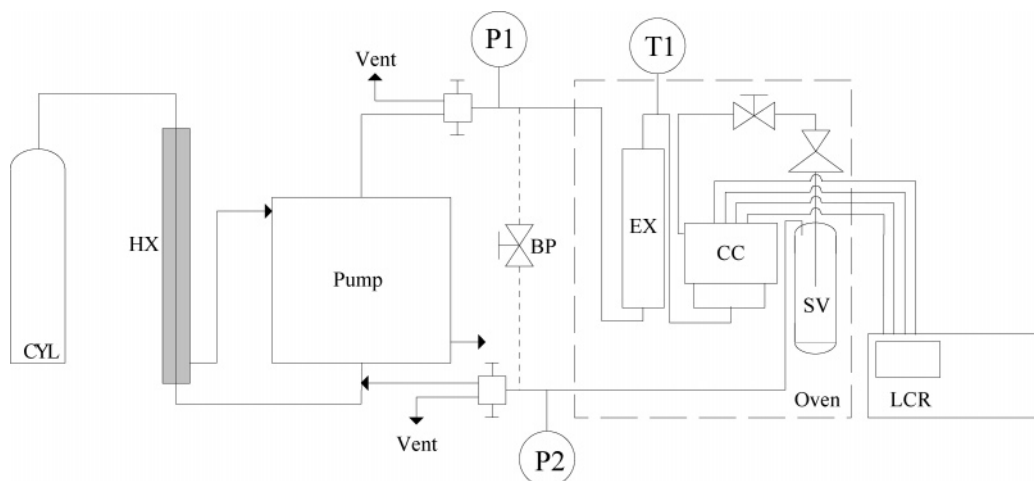 P1
T1
Vent
HX
EX
BP
CC
Pump
SV
CYL
Oven
LCR
Vent
P2